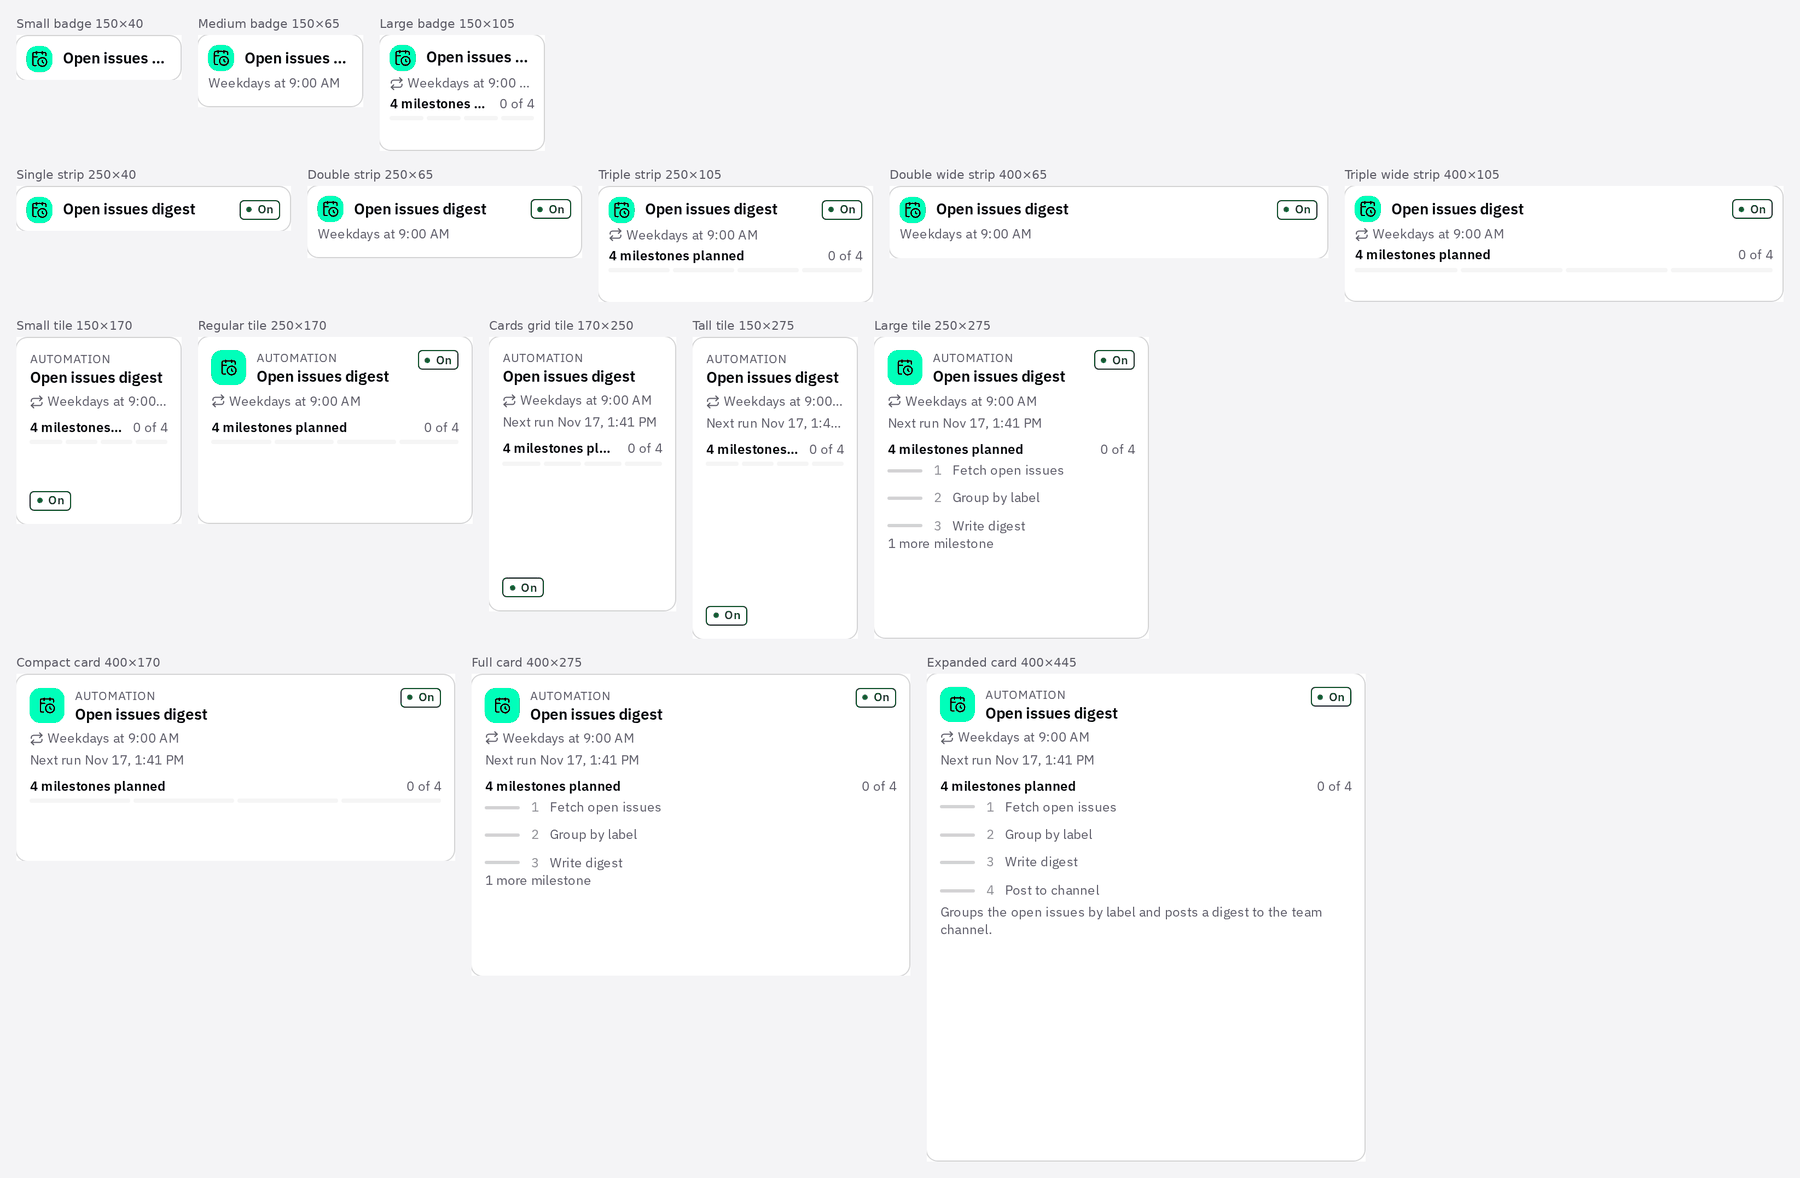 Small badge 150×40
Medium badge 150×65
Large badge 150×105
Open issues ...
Open issues ...
Weekdays at 9:00 AM
Open issues ...
Weekdays at 9:00 ...
4 milestones ... 0 of 4
Single strip 250×40
Double strip 250×65
Triple strip 250×105
Double wide strip 400×65
Triple wide strip 400×105
Open issues digest On
Open issues digest On
Weekdays at 9:00 AM
Open issues digest On
Weekdays at 9:00 AM
4 milestones planned 0 of 4
Open issues digest On
Weekdays at 9:00 AM
Open issues digest On
Weekdays at 9:00 AM
4 milestones planned 0 of 4
Small tile 150×170
Regular tile 250×170
Cards grid tile 170×250
Tall tile 150×275
Large tile 250×275
AUTOMATION
Open issues digest
Weekdays at 9:00...
4 milestones... 0 of 4
On
AUTOMATION On
Open issues digest
Weekdays at 9:00 AM
4 milestones planned 0 of 4
AUTOMATION
Open issues digest
Weekdays at 9:00 AM
Next run Nov 17, 1:41 PM
4 milestones pl... 0 of 4
On
AUTOMATION
Open issues digest
Weekdays at 9:00...
Next run Nov 17, 1:4...
4 milestones... 0 of 4
On
AUTOMATION On
Open issues digest
Weekdays at 9:00 AM
Next run Nov 17, 1:41 PM
4 milestones planned 0 of 4
1 Fetch open issues
2 Group by label
3 Write digest
1 more milestone
Compact card 400×170
Full card 400×275
Expanded card 400×445
AUTOMATION On
Open issues digest
Weekdays at 9:00 AM
Next run Nov 17, 1:41 PM
4 milestones planned 0 of 4
AUTOMATION On
Open issues digest
Weekdays at 9:00 AM
Next run Nov 17, 1:41 PM
4 milestones planned 0 of 4
1 Fetch open issues
2 Group by label
3 Write digest
1 more milestone
AUTOMATION On
Open issues digest
Weekdays at 9:00 AM
Next run Nov 17, 1:41 PM
4 milestones planned 0 of 4
1 Fetch open issues
2 Group by label
3 Write digest
4 Post to channel
Groups the open issues by label and posts a digest to the team
channel.